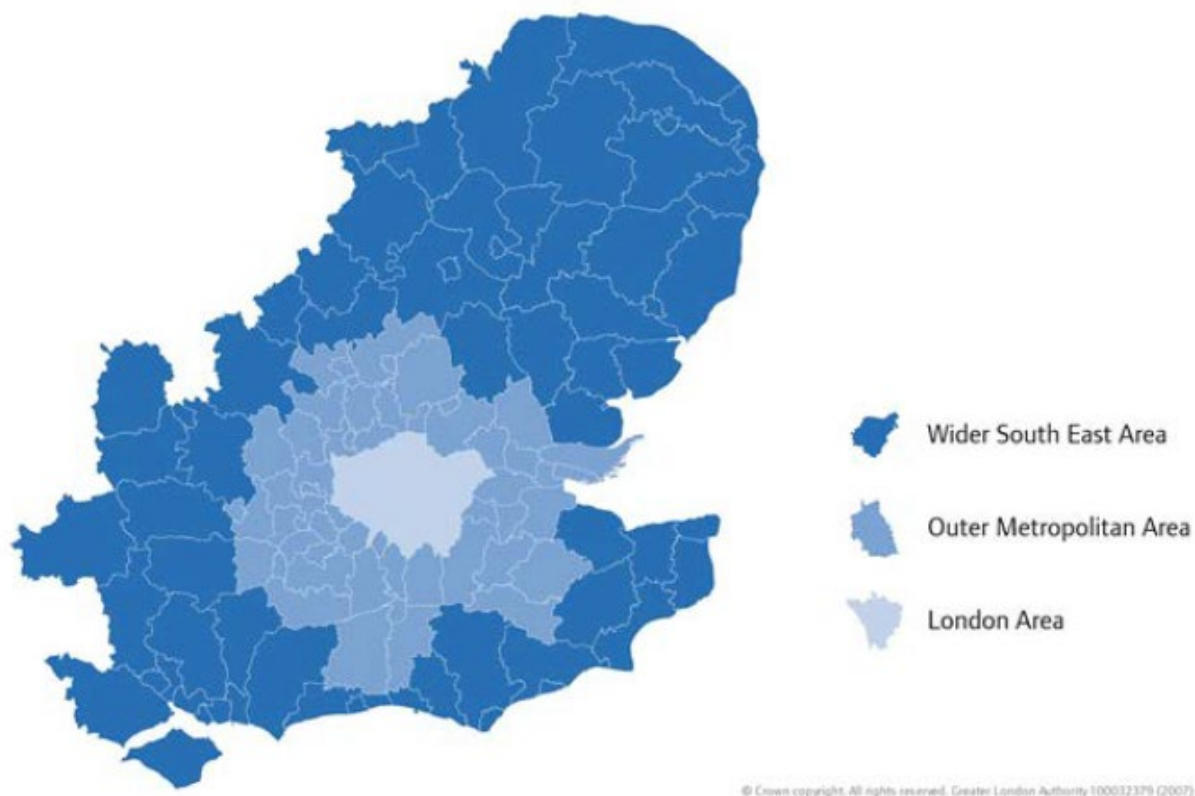 Wider South East Area
Outer Metropolitan Area
London Area
© Crown copyright. All rights reserved. Greater London Authority 100032379 (2007)